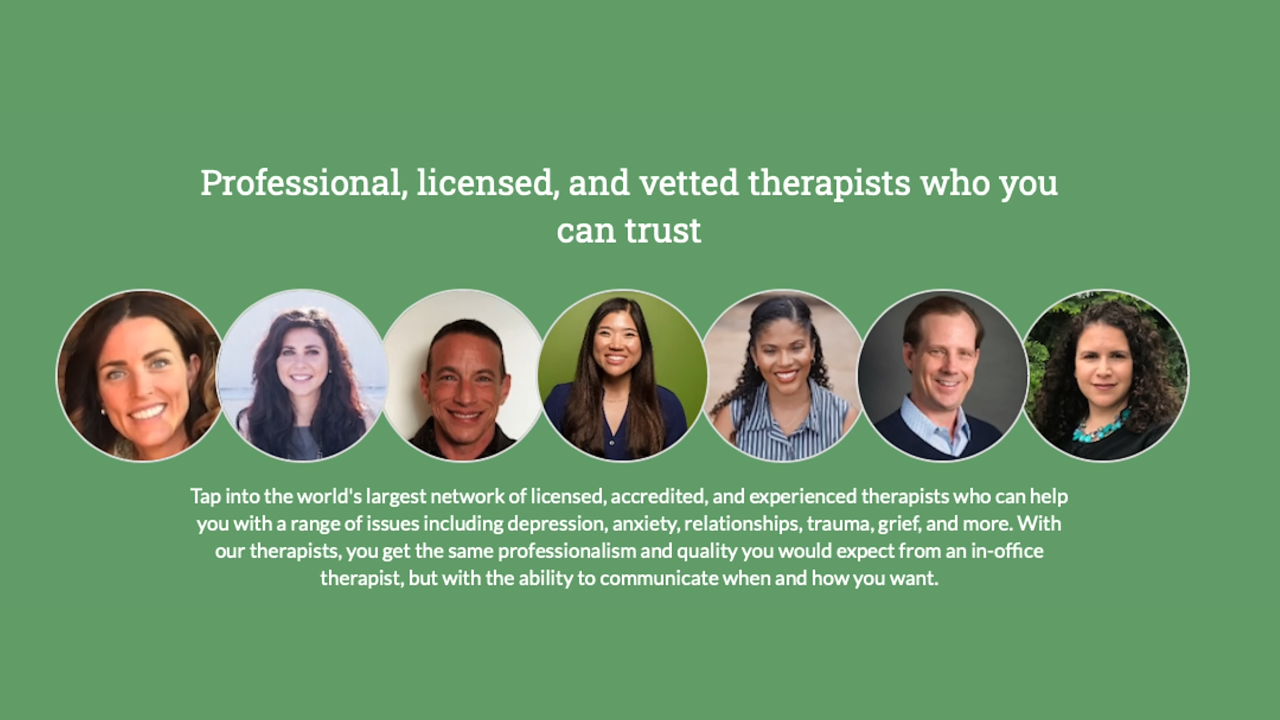 Professional, licensed, and vetted therapists who you
can trust
Tap into the world's largest network of licensed, accredited, and experienced therapists who can help
you with a range of issues including depression, anxiety, relationships, trauma, grief, and more. With
our therapists, you get the same professionalism and quality you would expect from an in-office
therapist, but with the ability to communicate when and how you want.